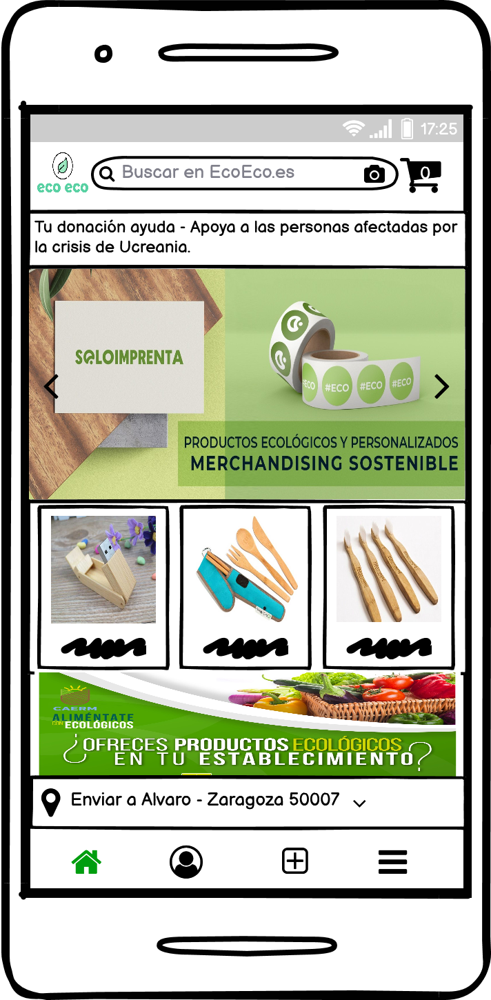 17:25
eco eco
Buscar en EcoEco.es
0
Tu donación ayuda - Apoya a las personas afectadas por
la crisis de Ucreania.
SOLOIMPRENTA
#ECO #ECO #ECO #ECO
PRODUCTOS ECOLÓGICOS Y PERSONALIZADOS
MERCHANDISING SOSTENIBLE
CAERM
ALIMÉNTATE
CON ECOLÓGICOS
¿OFRECES PRODUCTOS ECOLÓGICOS
EN TU ESTABLECIMIENTO?
Enviar a Alvaro - Zaragoza 50007